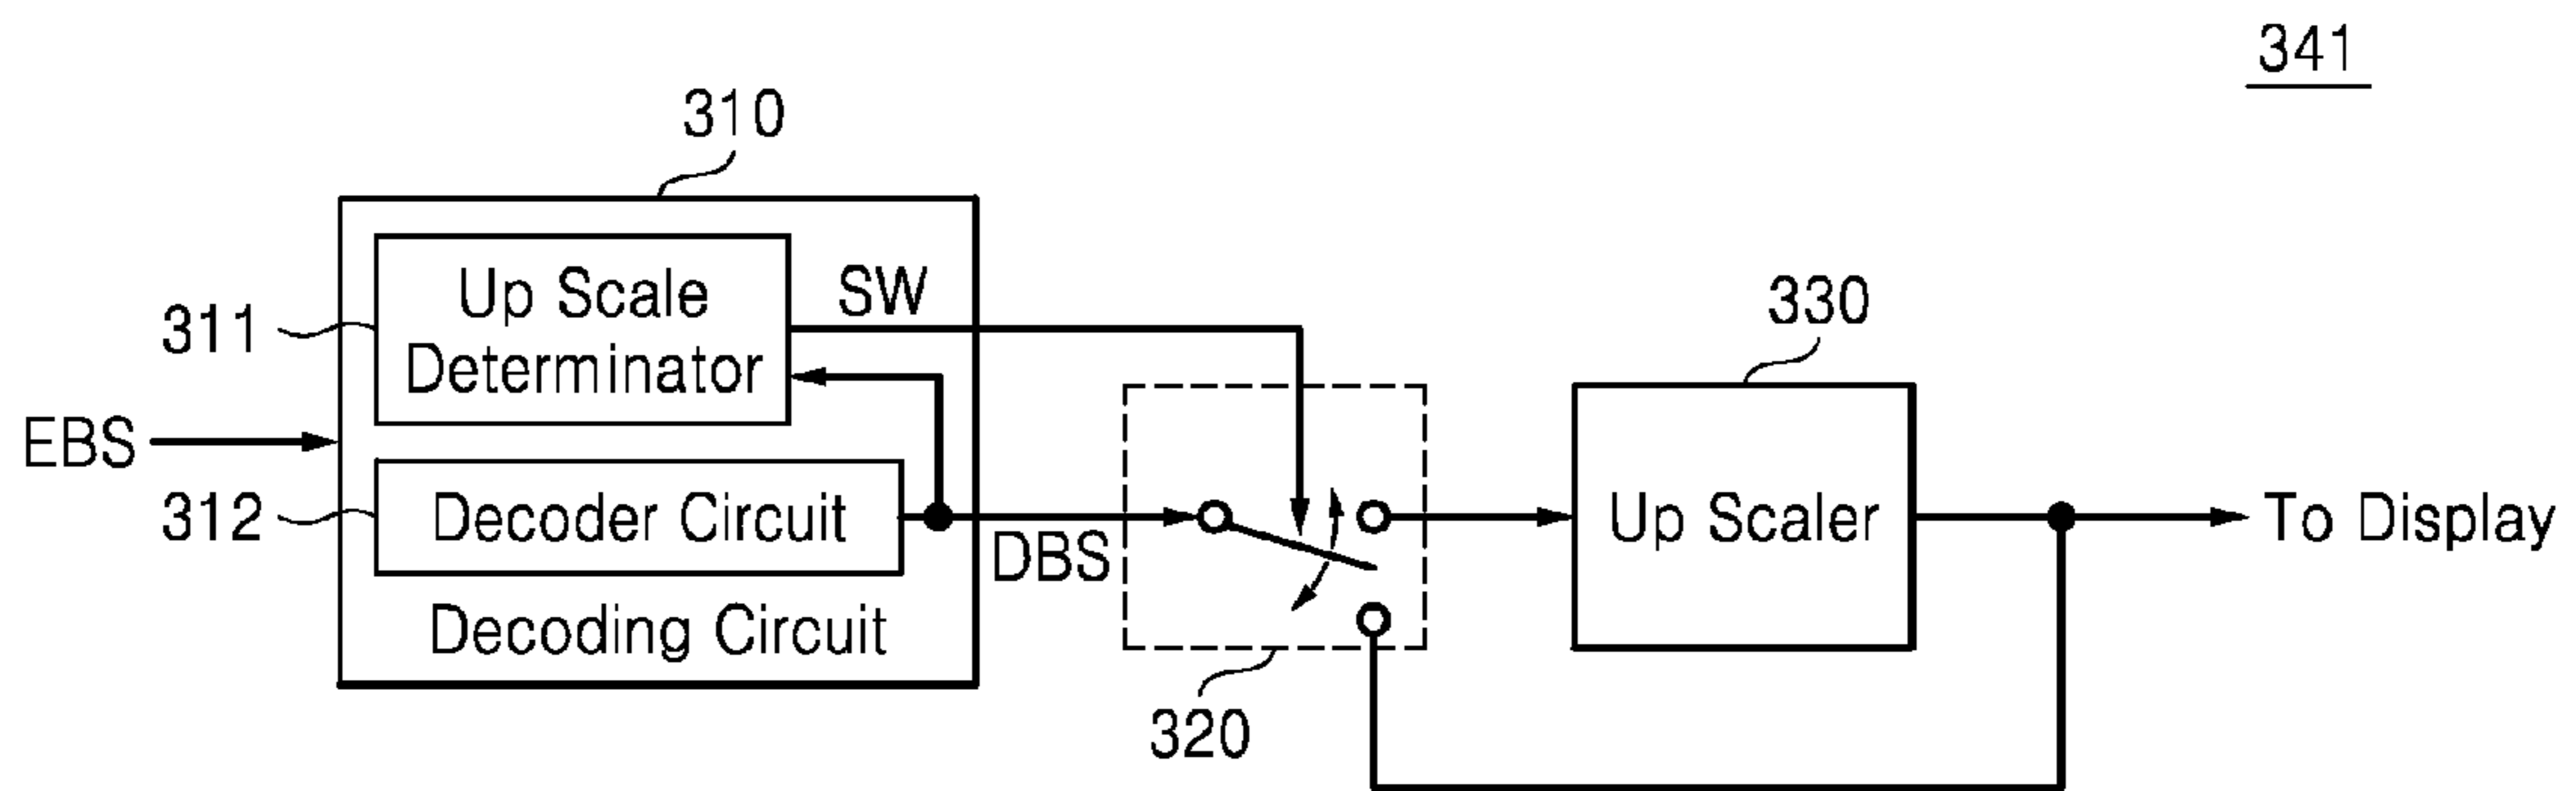 341
310
Up Scale
Determinator
SW
311
330
EBS
312
Decoder Circuit
DBS
Up Scaler
To Display
Decoding Circuit
320